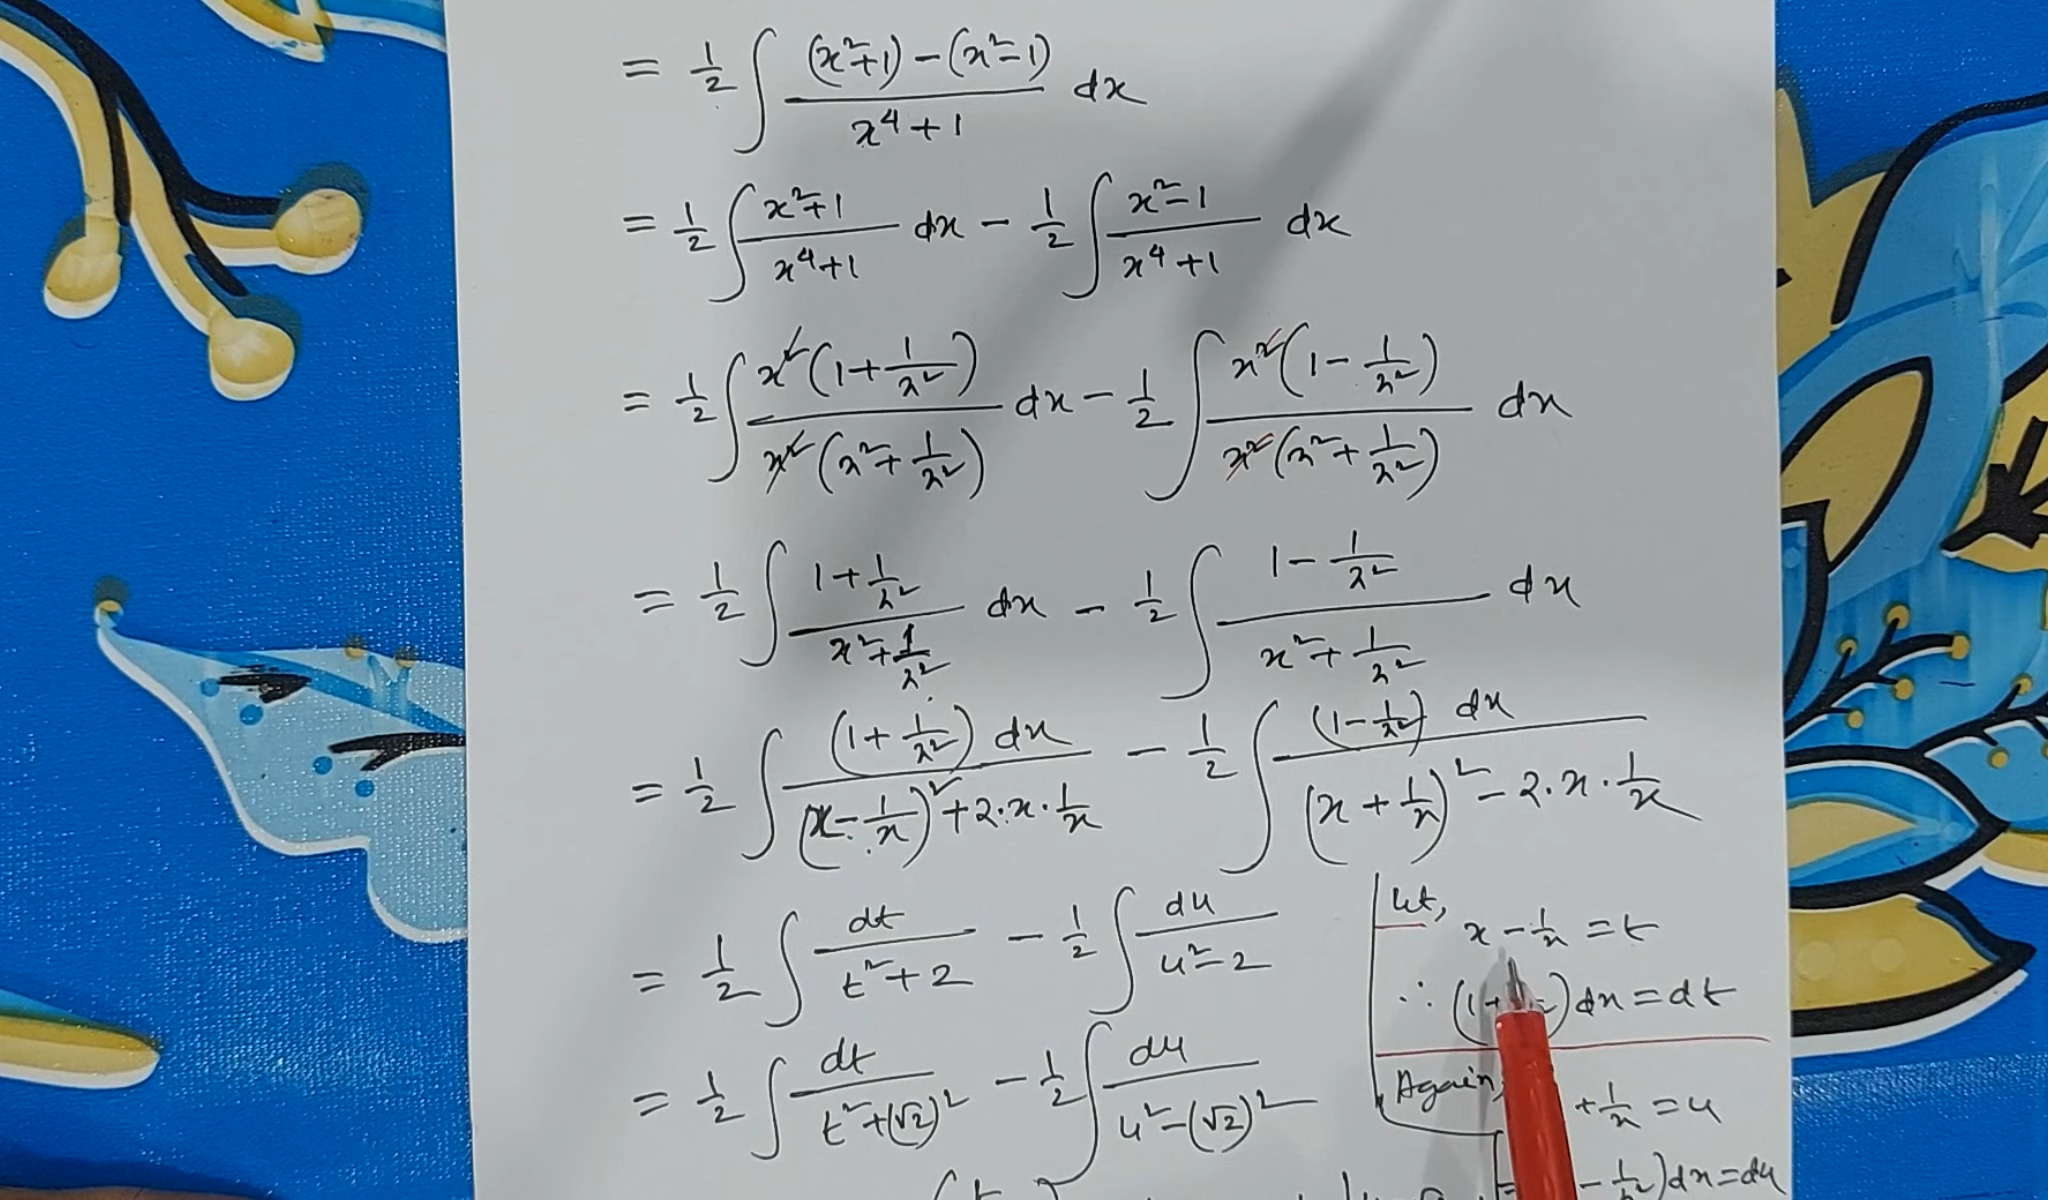 = 1/2 ∫ (x²+1)-(x²-1) / x⁴+1 dx
= 1/2 ∫ x²+1 / x⁴+1 dx - 1/2 ∫ x²-1 / x⁴+1 dx
= 1/2 ∫ x²(1+1/x²) / x²(x²+1/x²) dx - 1/2 ∫ x²(1-1/x²) / x²(x²+1/x²) dx
= 1/2 ∫ 1+1/x² / x²+1/x² dx - 1/2 ∫ 1-1/x² / x²+1/x² dx
= 1/2 ∫ (1+1/x²) dx / (x-1/x)²+2·x·1/x - 1/2 ∫ (1-1/x²) dx / (x+1/x)²-2·x·1/x
= 1/2 ∫ dt / t²+2 - 1/2 ∫ du / u²-2
= 1/2 ∫ dt / t²+(√2)² - 1/2 ∫ du / u²-(√2)²
let, x-1/x = t
∴ (1+ )dx = dt
Again, +1/x = u
-1/x²)dx = du